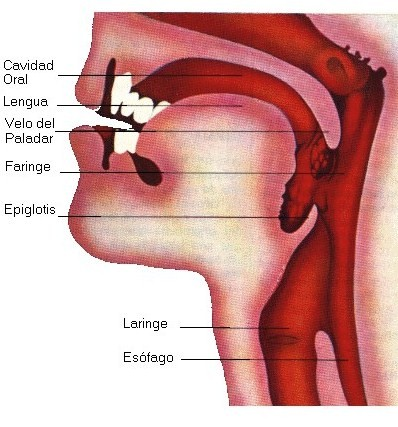 Cavidad
Oral
Lengua
Velo del
Paladar
Faringe
Epiglotis
Laringe
Esófago